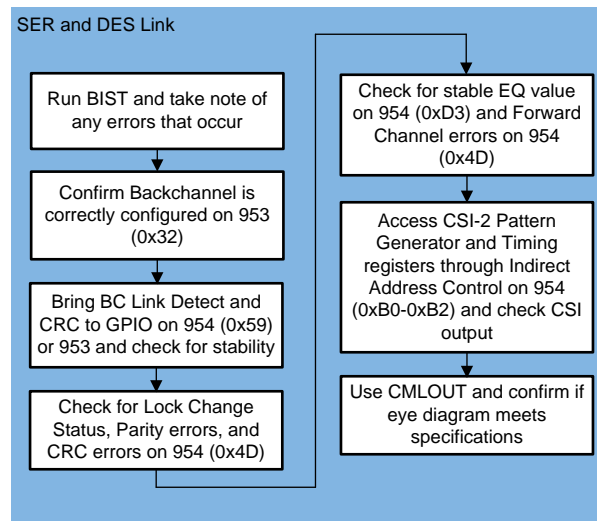 SER and DES Link
Run BIST and take note of
any errors that occur
Confirm Backchannel is
correctly configured on 953
(0x32)
Bring BC Link Detect and
CRC to GPIO on 954 (0x59)
or 953 and check for stability
Check for Lock Change
Status, Parity errors, and
CRC errors on 954 (0x4D)
Check for stable EQ value
on 954 (0xD3) and Forward
Channel errors on 954
(0x4D)
Access CSI-2 Pattern
Generator and Timing
registers through Indirect
Address Control on 954
(0xB0-0xB2) and check CSI
output
Use CMLOUT and confirm if
eye diagram meets
specifications